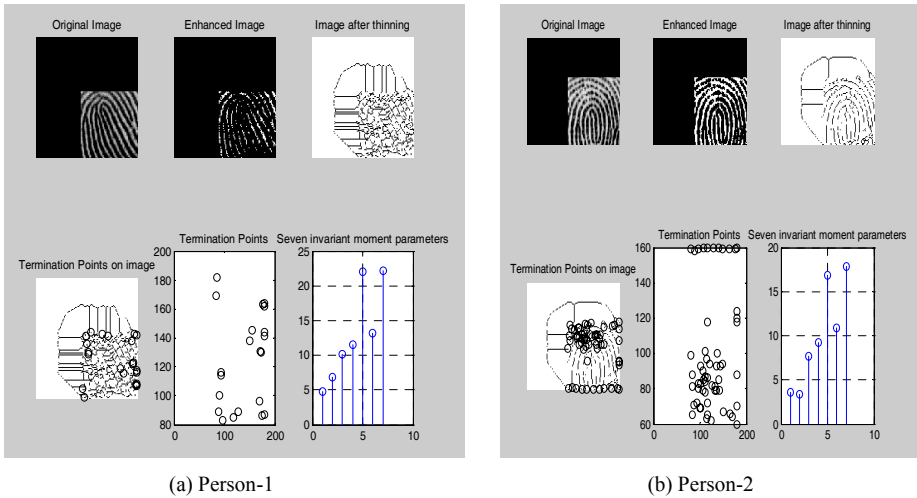 Original Image Enhanced Image Image after thinning
Termination Points on image
Termination Points
200
180
160
140
120
100
80
0 100 200
Seven invariant moment parameters
25
20
15
10
5
0
0 5 10
(a) Person-1
Original Image Enhanced Image Image after thinning
Termination Points on image
Termination Points
160
140
120
100
80
60
0 100 200
Seven invariant moment parameters
20
15
10
5
0
0 5 10
(b) Person-2